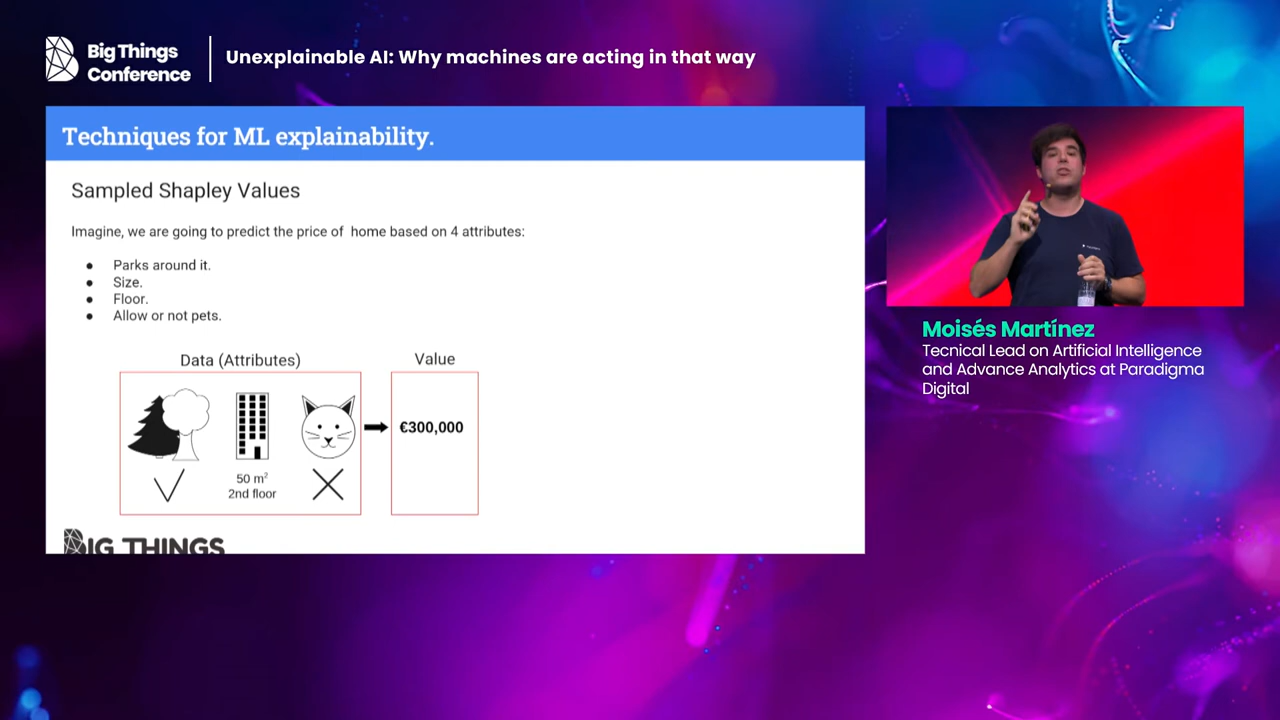 Big Things
Conference
Unexplainable AI: Why machines are acting in that way
Techniques for ML explainability.
Sampled Shapley Values
Imagine, we are going to predict the price of home based on 4 attributes:
● Parks around it.
● Size.
● Floor.
● Allow or not pets.
Data (Attributes)
Value
€300,000
50 m²
2nd floor
BIG THINGS
Moisés Martínez
Tecnical Lead on Artificial Intelligence
and Advance Analytics at Paradigma
Digital